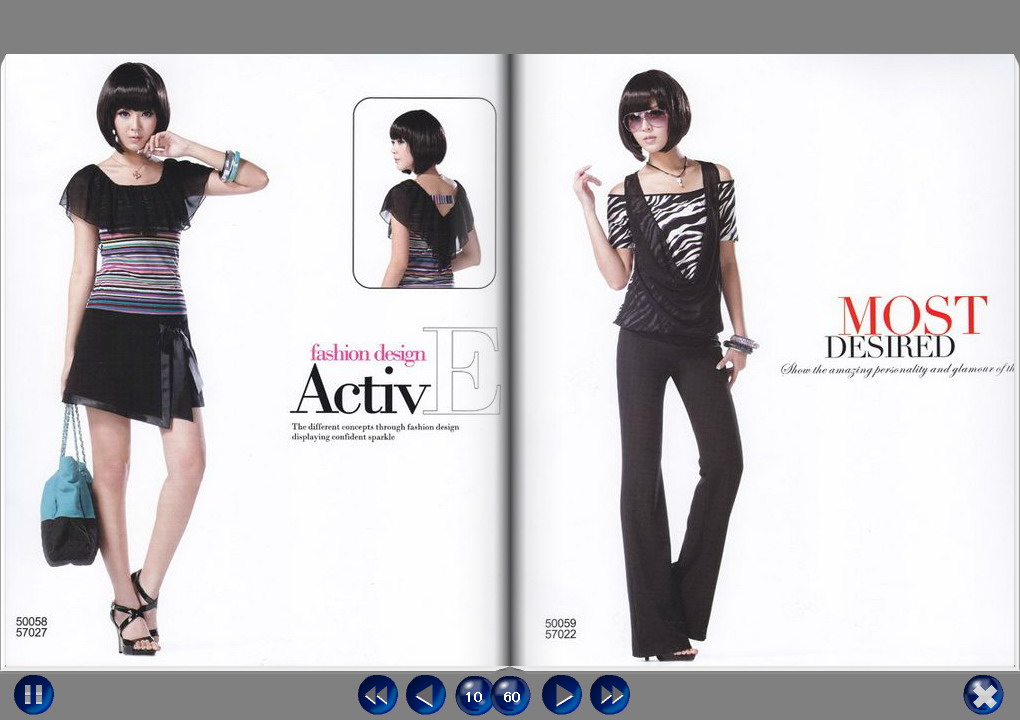 fashion design
ActivE
The different concepts through fashion design
displaying confident sparkle
50058
57027
MOST
DESIRED
Show the amazing personality and glamour of th
50059
57022
10
60